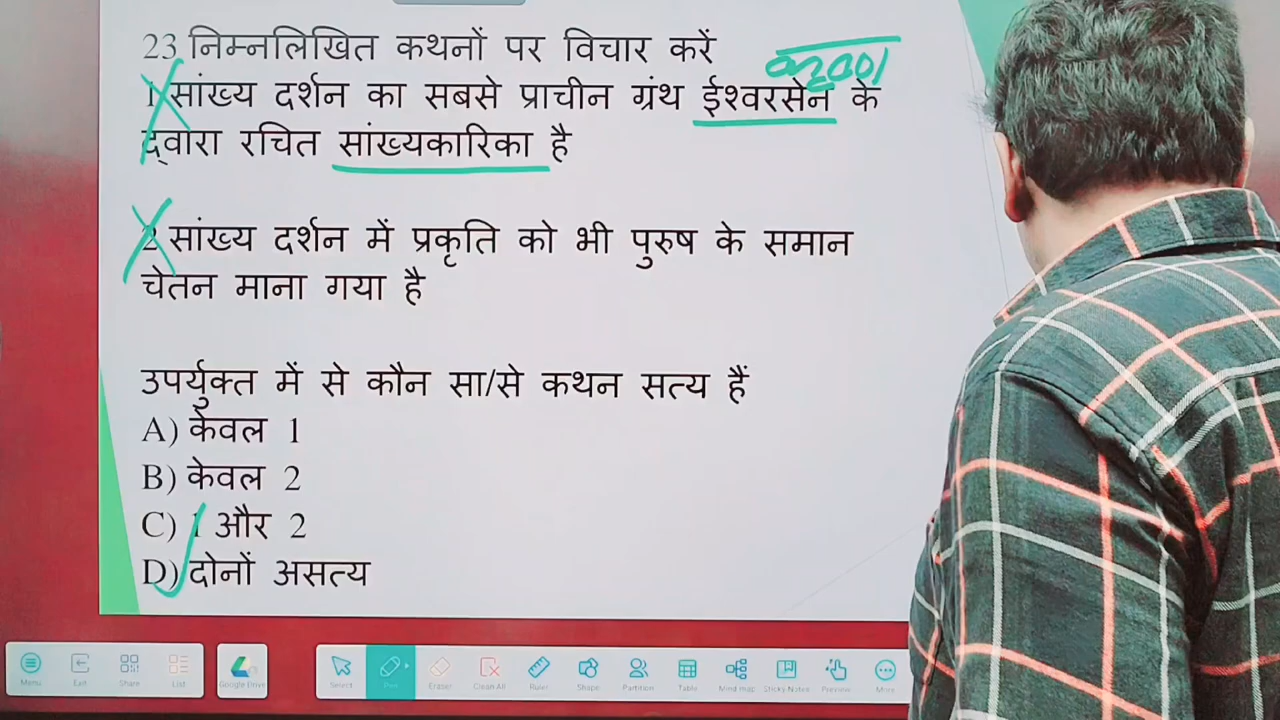 23 निम्नलिखित कथनों पर विचार करें
कृष्ण
1 सांख्य दर्शन का सबसे प्राचीन ग्रंथ ईश्वरसेन के
द्वारा रचित सांख्यकारिका है
2 सांख्य दर्शन में प्रकृति को भी पुरुष के समान
चेतन माना गया है
उपर्युक्त में से कौन सा/से कथन सत्य हैं
A) केवल 1
B) केवल 2
C) 1 और 2
D) दोनों असत्य
Menu Exit Share List Google Drive Select Pen Eraser Clean All Ruler Shape Partition Table Mind map Sticky Notes Preview More